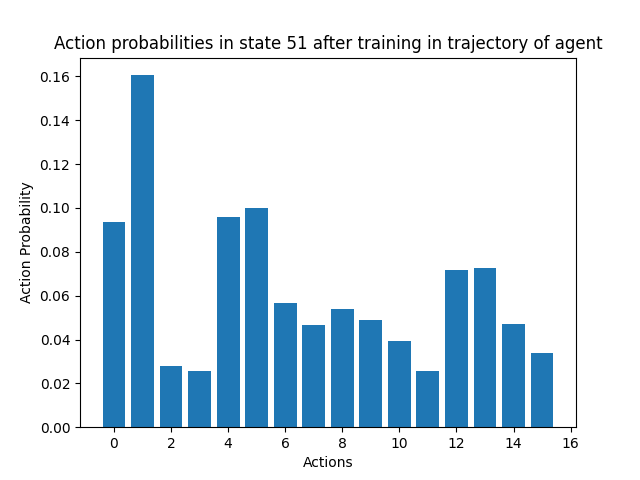 Action probabilities in state 51 after training in trajectory of agent
0.16
0.14
0.12
0.10
0.08
0.06
0.04
0.02
0.00
Action Probability
0 2 4 6 8 10 12 14 16
Actions